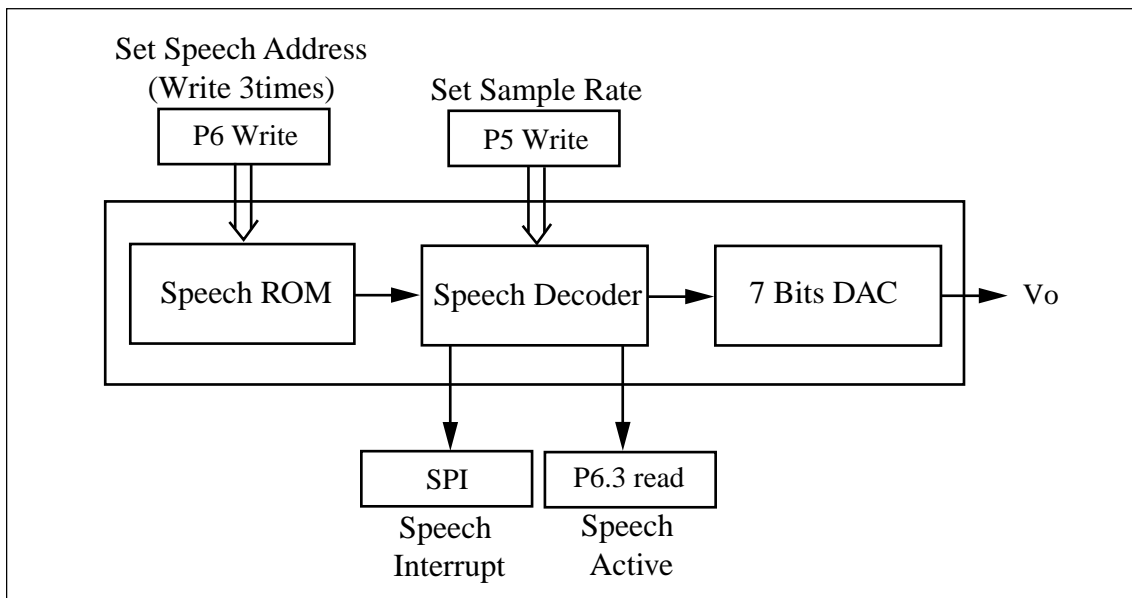 Set Speech Address
(Write 3times)
P6 Write
Set Sample Rate
P5 Write
Speech ROM
Speech Decoder
7 Bits DAC
Vo
SPI
Speech
Interrupt
P6.3 read
Speech
Active